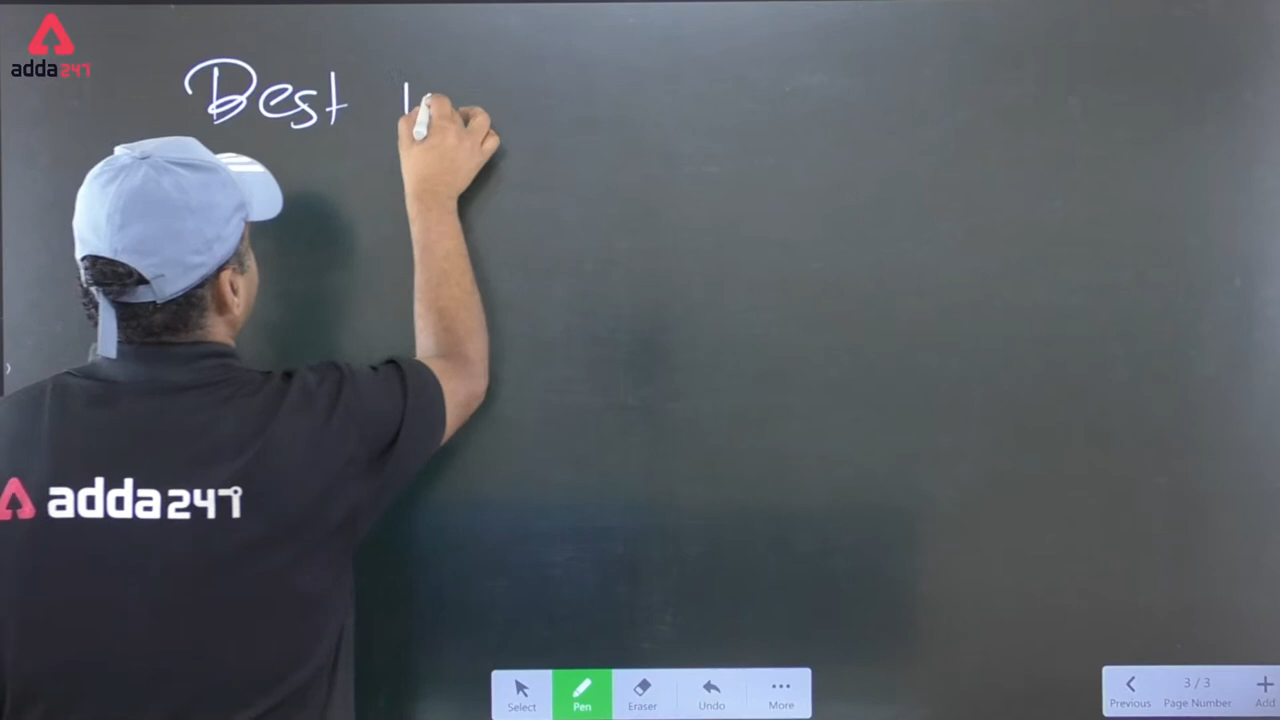 adda247
Best
adda247
Select
Pen
Eraser
Undo
More
Previous
3 / 3
Page Number
Add